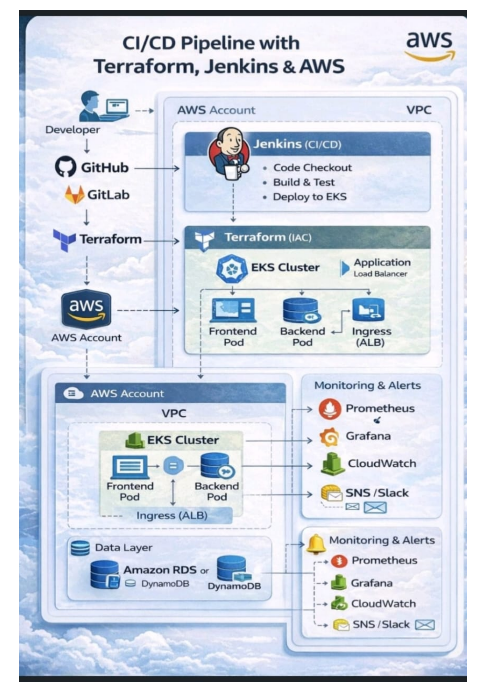 CI/CD Pipeline with
Terraform, Jenkins & AWS
aws
Developer
GitHub
GitLab
Terraform
aws
AWS Account
AWS Account
VPC
Jenkins (CI/CD)
• Code Checkout
• Build & Test
• Deploy to EKS
Terraform (IAC)
EKS Cluster
Application
Load Balancer
Frontend
Pod
Backend
Pod
Ingress
(ALB)
AWS Account
VPC
EKS Cluster
Frontend
Pod
Backend
Pod
Ingress (ALB)
Data Layer
Amazon RDS or
DynamoDB
DynamoDB
Monitoring & Alerts
Prometheus
Grafana
CloudWatch
SNS /Slack
Monitoring & Alerts
Prometheus
Grafana
CloudWatch
SNS /Slack